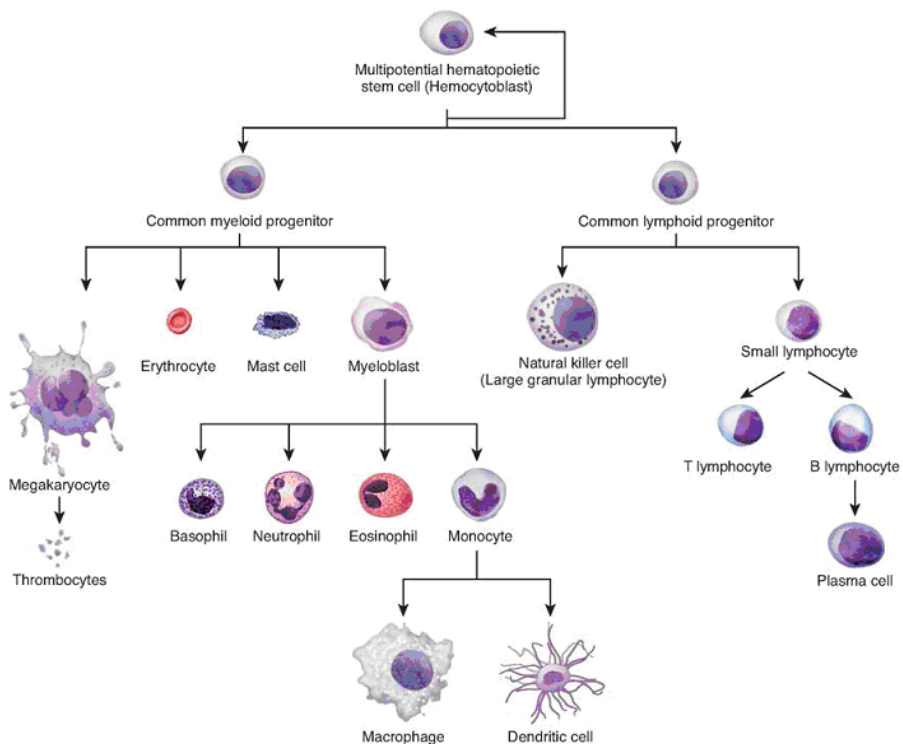 Multipotential hematopoietic
stem cell (Hemocytoblast)
Common myeloid progenitor
Common lymphoid progenitor
Erythrocyte
Mast cell
Myeloblast
Natural killer cell
(Large granular lymphocyte)
Small lymphocyte
Megakaryocyte
T lymphocyte
B lymphocyte
Basophil
Neutrophil
Eosinophil
Monocyte
Thrombocytes
Plasma cell
Macrophage
Dendritic cell